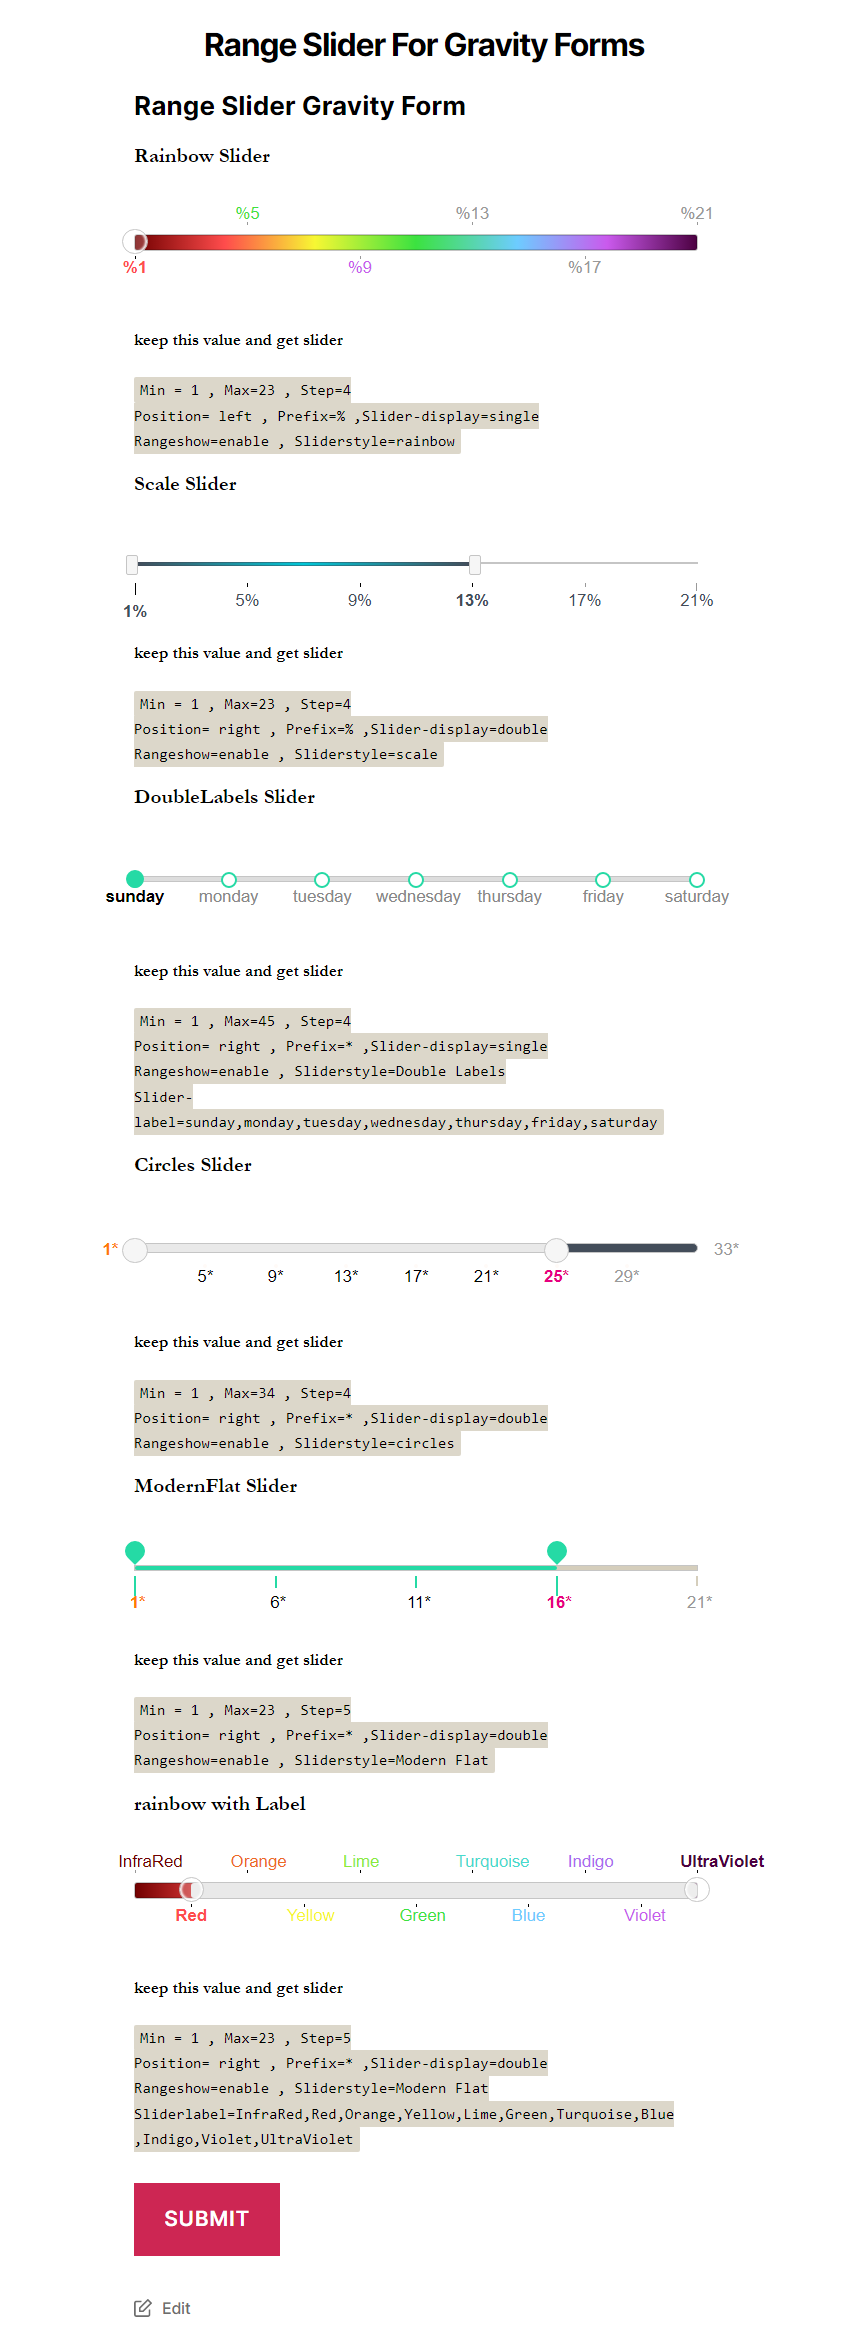 Range Slider For Gravity Forms
Range Slider Gravity Form
Rainbow Slider
%5 %13 %21
%1 %9 %17
keep this value and get slider
Min = 1 , Max=23 , Step=4
Position= left , Prefix=% ,Slider-display=single
Rangeshow=enable , Sliderstyle=rainbow
Scale Slider
1% 5% 9% 13% 17% 21%
keep this value and get slider
Min = 1 , Max=23 , Step=4
Position= right , Prefix=% ,Slider-display=double
Rangeshow=enable , Sliderstyle=scale
DoubleLabels Slider
sunday monday tuesday wednesday thursday friday saturday
keep this value and get slider
Min = 1 , Max=45 , Step=4
Position= right , Prefix=* ,Slider-display=single
Rangeshow=enable , Sliderstyle=Double Labels
Slider-
label=sunday,monday,tuesday,wednesday,thursday,friday,saturday
Circles Slider
1* 33*
5* 9* 13* 17* 21* 25* 29*
keep this value and get slider
Min = 1 , Max=34 , Step=4
Position= right , Prefix=* ,Slider-display=double
Rangeshow=enable , Sliderstyle=circles
ModernFlat Slider
1* 6* 11* 16* 21*
keep this value and get slider
Min = 1 , Max=23 , Step=5
Position= right , Prefix=* ,Slider-display=double
Rangeshow=enable , Sliderstyle=Modern Flat
rainbow with Label
InfraRed Orange Lime Turquoise Indigo UltraViolet
Red Yellow Green Blue Violet
keep this value and get slider
Min = 1 , Max=23 , Step=5
Position= right , Prefix=* ,Slider-display=double
Rangeshow=enable , Sliderstyle=Modern Flat
Sliderlabel=InfraRed,Red,Orange,Yellow,Lime,Green,Turquoise,Blue
,Indigo,Violet,UltraViolet
SUBMIT
Edit